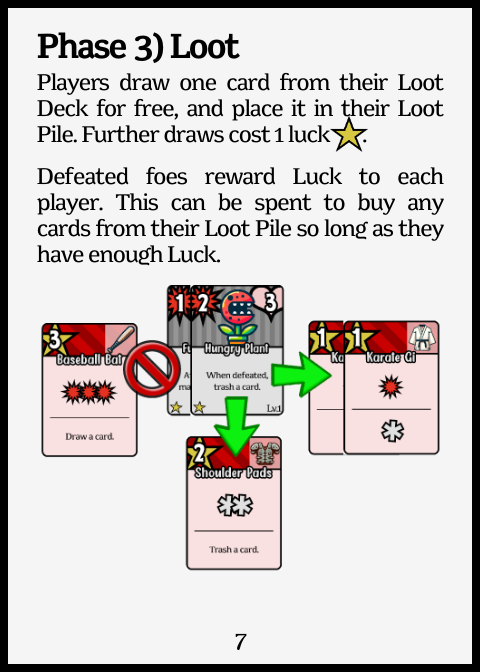 Phase 3) Loot
Players draw one card from their Loot
Deck for free, and place it in their Loot
Pile. Further draws cost 1 luck .
Defeated foes reward Luck to each
player. This can be spent to buy any
cards from their Loot Pile so long as they
have enough Luck.
3
Baseball Bat
Draw a card.
1
2
3
Hungry Plant
When defeated,
trash a card.
Lv.1
1
1
Karate Gi
2
Shoulder Pads
Trash a card.
7